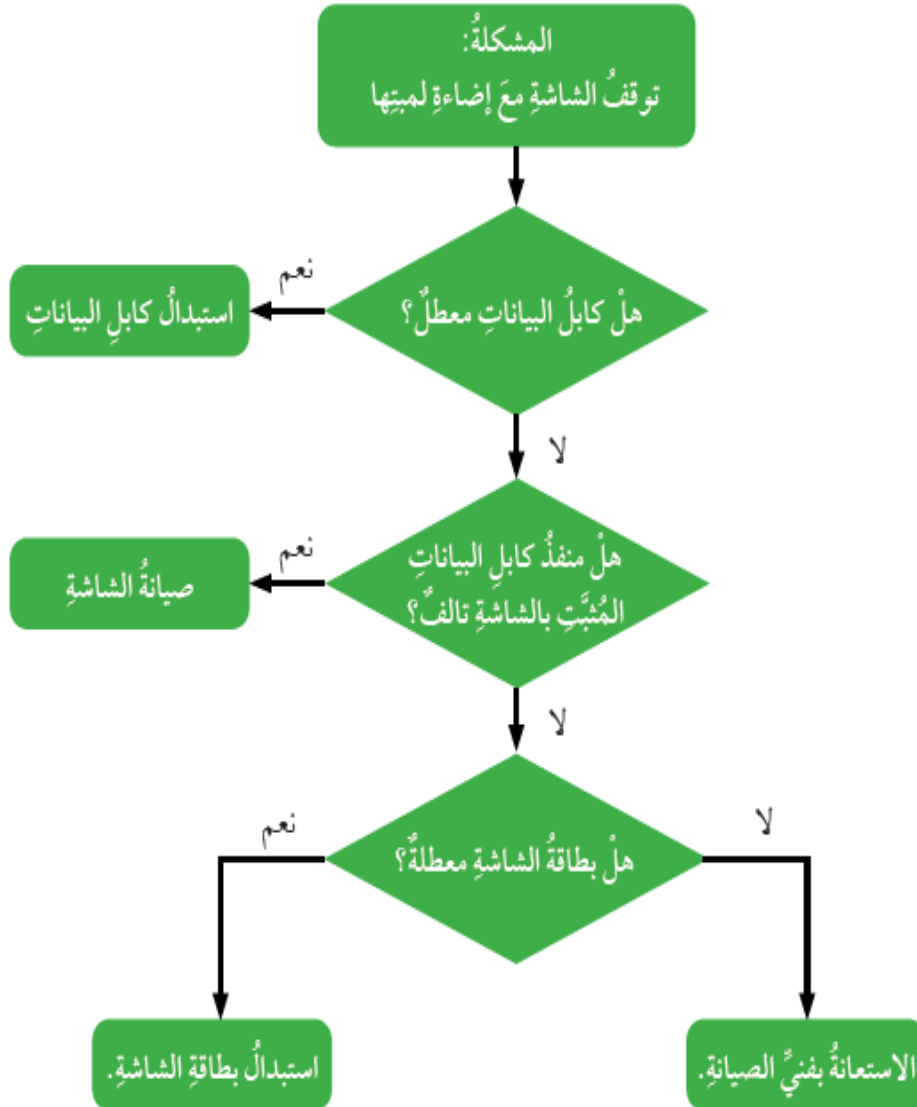 المشكلةُ:
توقفُ الشاشةِ معَ إضاءةِ لمبتِها
هلْ كابلُ البياناتِ معطلٌ؟
نعم
استبدالُ كابلِ البياناتِ
لا
هلْ منفذُ كابلِ البياناتِ
المُثبَّتِ بالشاشةِ تالفٌ؟
نعم
صيانةُ الشاشةِ
لا
هلْ بطاقةُ الشاشةِ معطلةٌ؟
لا
نعم
الاستعانةُ بفنيِّ الصيانةِ.
استبدالُ بطاقةِ الشاشةِ.